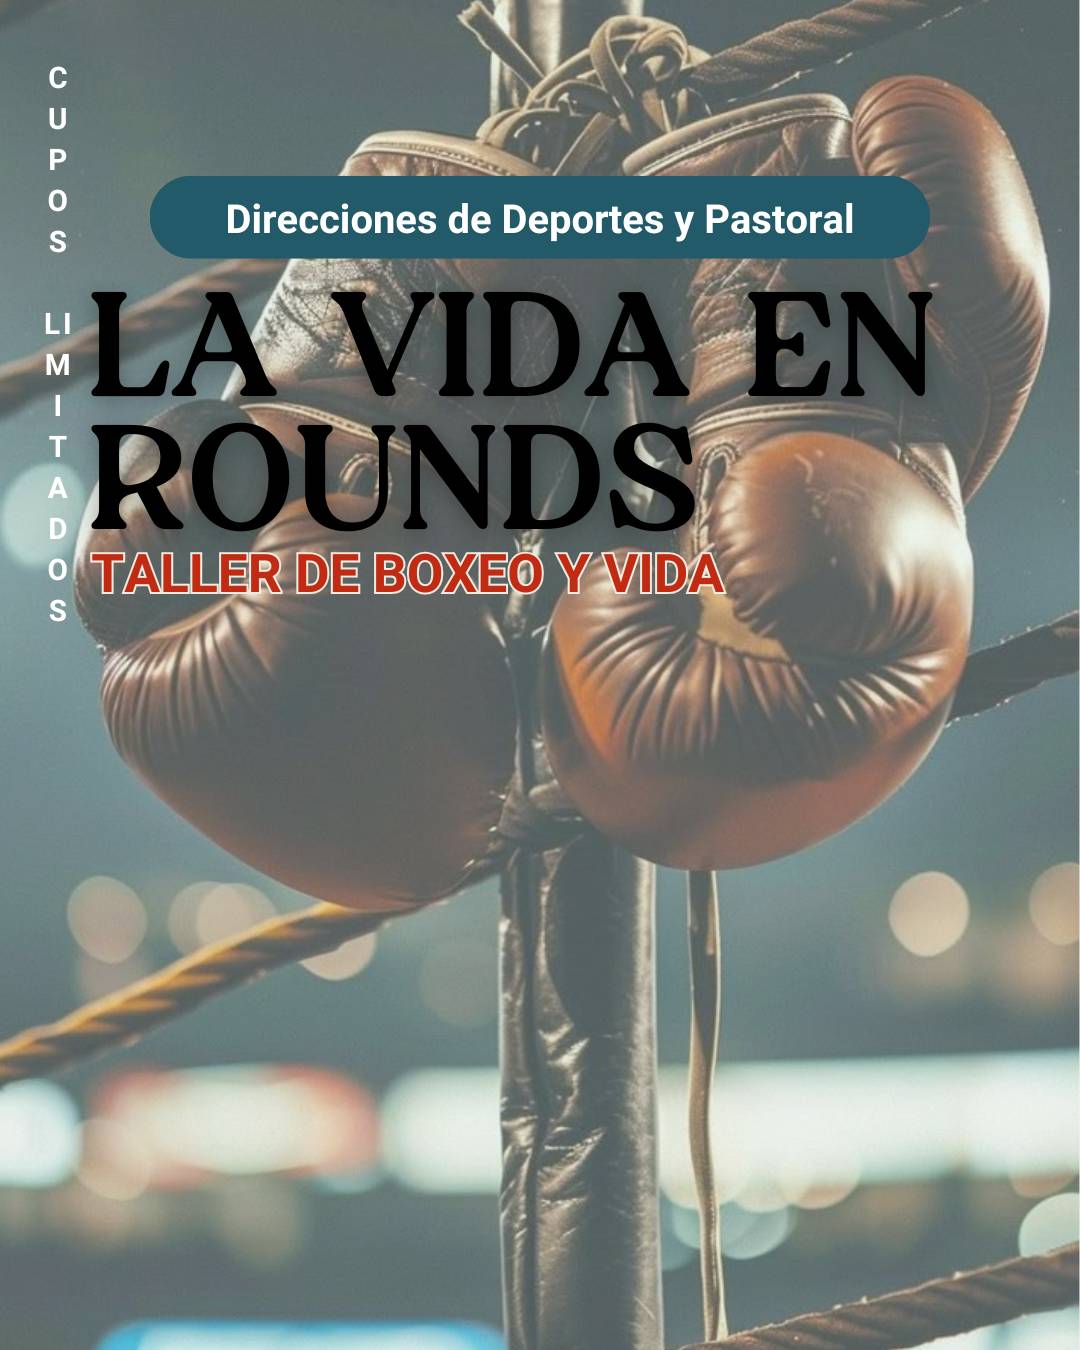 CUPOS LIMITADOS
Direcciones de Deportes y Pastoral
LA VIDA EN
ROUNDS
TALLER DE BOXEO Y VIDA